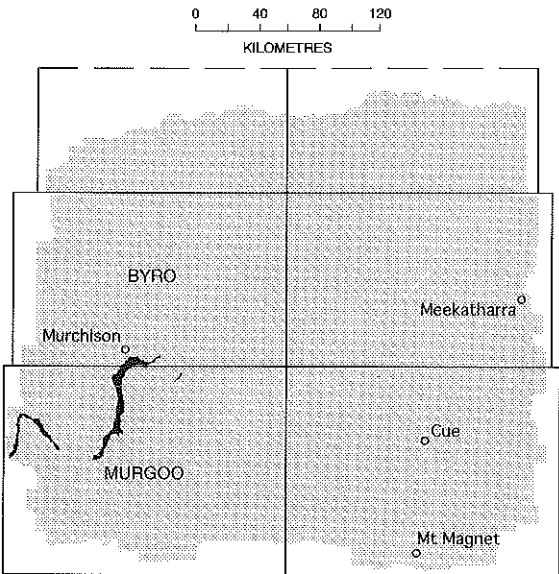 0 40 80 120
KILOMETRES
BYRO
Meekatharra
Murchison
Cue
MURGOO
Mt Magnet